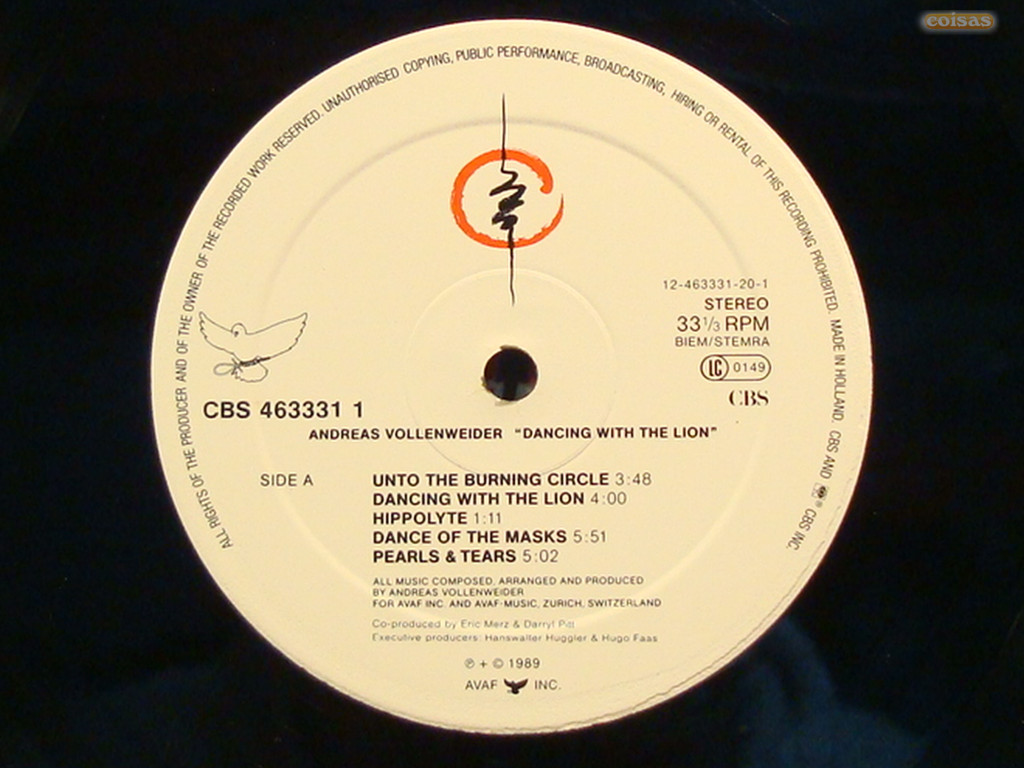 coisas
ALL RIGHTS OF THE PRODUCER AND OF THE OWNER OF THE RECORDED WORK RESERVED. UNAUTHORISED COPYING, PUBLIC PERFORMANCE, BROADCASTING, HIRING OR RENTAL OF THIS RECORDING PROHIBITED. MADE IN HOLLAND. CBS AND ® CBS INC.
12-463331-20-1
STEREO
33 1/3 RPM
BIEM/STEMRA
LC 0149
CBS
CBS 463331 1
ANDREAS VOLLENWEIDER "DANCING WITH THE LION"
SIDE A
UNTO THE BURNING CIRCLE 3:48
DANCING WITH THE LION 4:00
HIPPOLYTE 1:11
DANCE OF THE MASKS 5:51
PEARLS & TEARS 5:02
ALL MUSIC COMPOSED, ARRANGED AND PRODUCED
BY ANDREAS VOLLENWEIDER
FOR AVAF INC. AND AVAF-MUSIC, ZURICH, SWITZERLAND
Co-produced by Eric Merz & Darryl Pitt
Executive producers: Hanswalter Huggler & Hugo Faas
℗ + © 1989
AVAF INC.